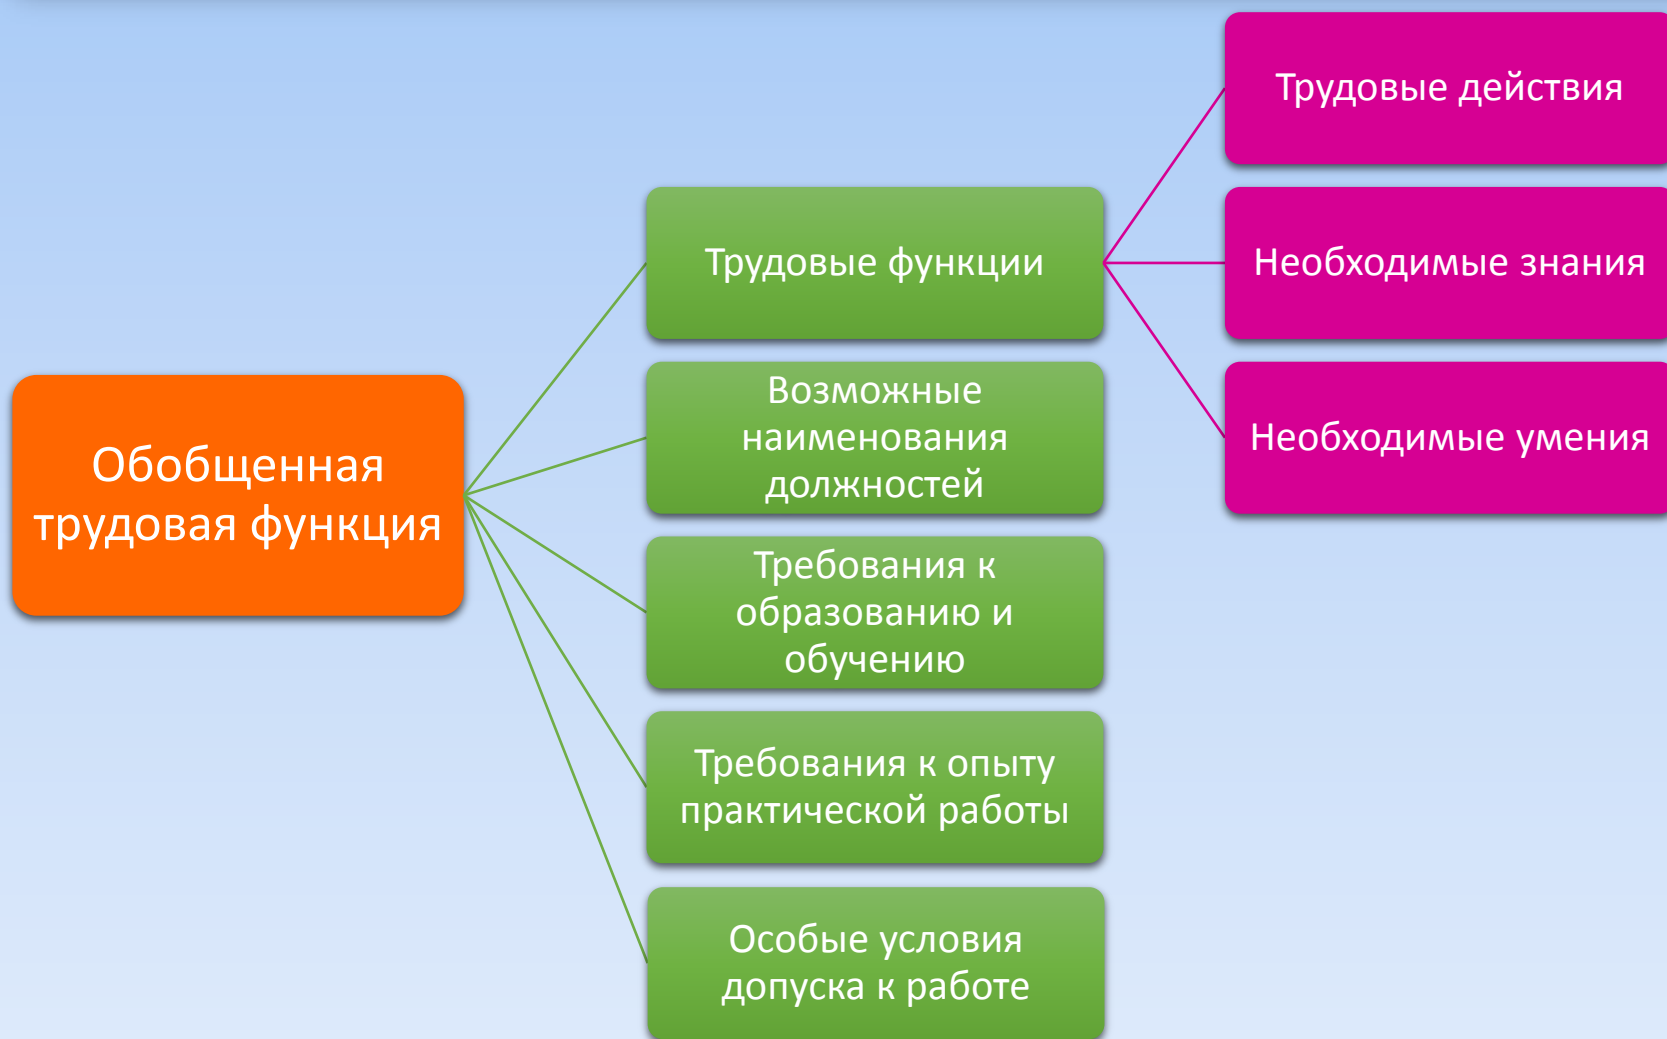 Обобщенная
трудовая функция
Трудовые функции
Возможные
наименования
должностей
Требования к
образованию и
обучению
Требования к опыту
практической работы
Особые условия
допуска к работе
Трудовые действия
Необходимые знания
Необходимые умения